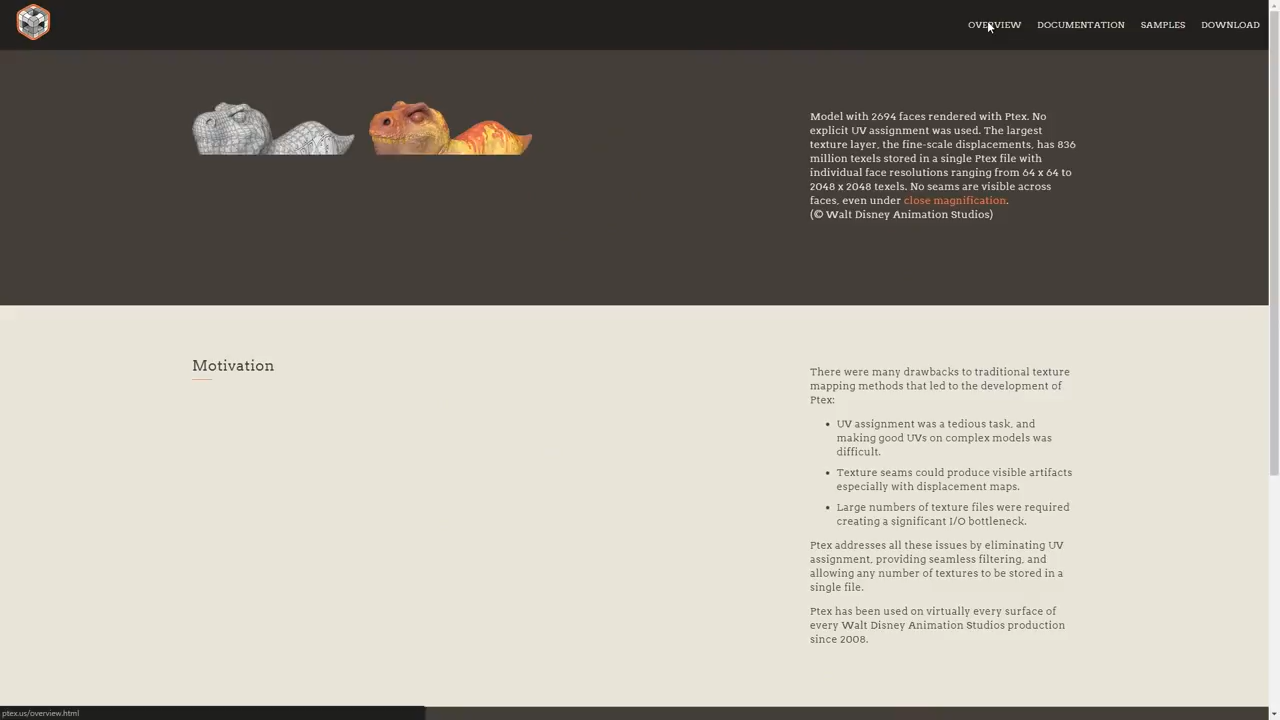 OVERVIEW DOCUMENTATION SAMPLES DOWNLOAD
Model with 2694 faces rendered with Ptex. No
explicit UV assignment was used. The largest
texture layer, the fine-scale displacements, has 836
million texels stored in a single Ptex file with
individual face resolutions ranging from 64 x 64 to
2048 x 2048 texels. No seams are visible across
faces, even under close magnification.
(© Walt Disney Animation Studios)
Motivation
There were many drawbacks to traditional texture
mapping methods that led to the development of
Ptex:
• UV assignment was a tedious task, and
making good UVs on complex models was
difficult.
• Texture seams could produce visible artifacts
especially with displacement maps.
• Large numbers of texture files were required
creating a significant I/O bottleneck.
Ptex addresses all these issues by eliminating UV
assignment, providing seamless filtering, and
allowing any number of textures to be stored in a
single file.
Ptex has been used on virtually every surface of
every Walt Disney Animation Studios production
since 2008.
ptex.us/overview.html